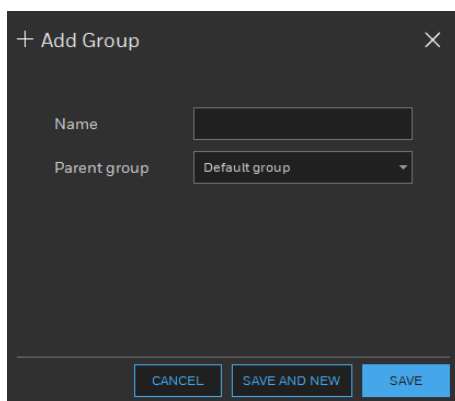 + Add Group
Name
Parent group Default group
CANCEL SAVE AND NEW SAVE